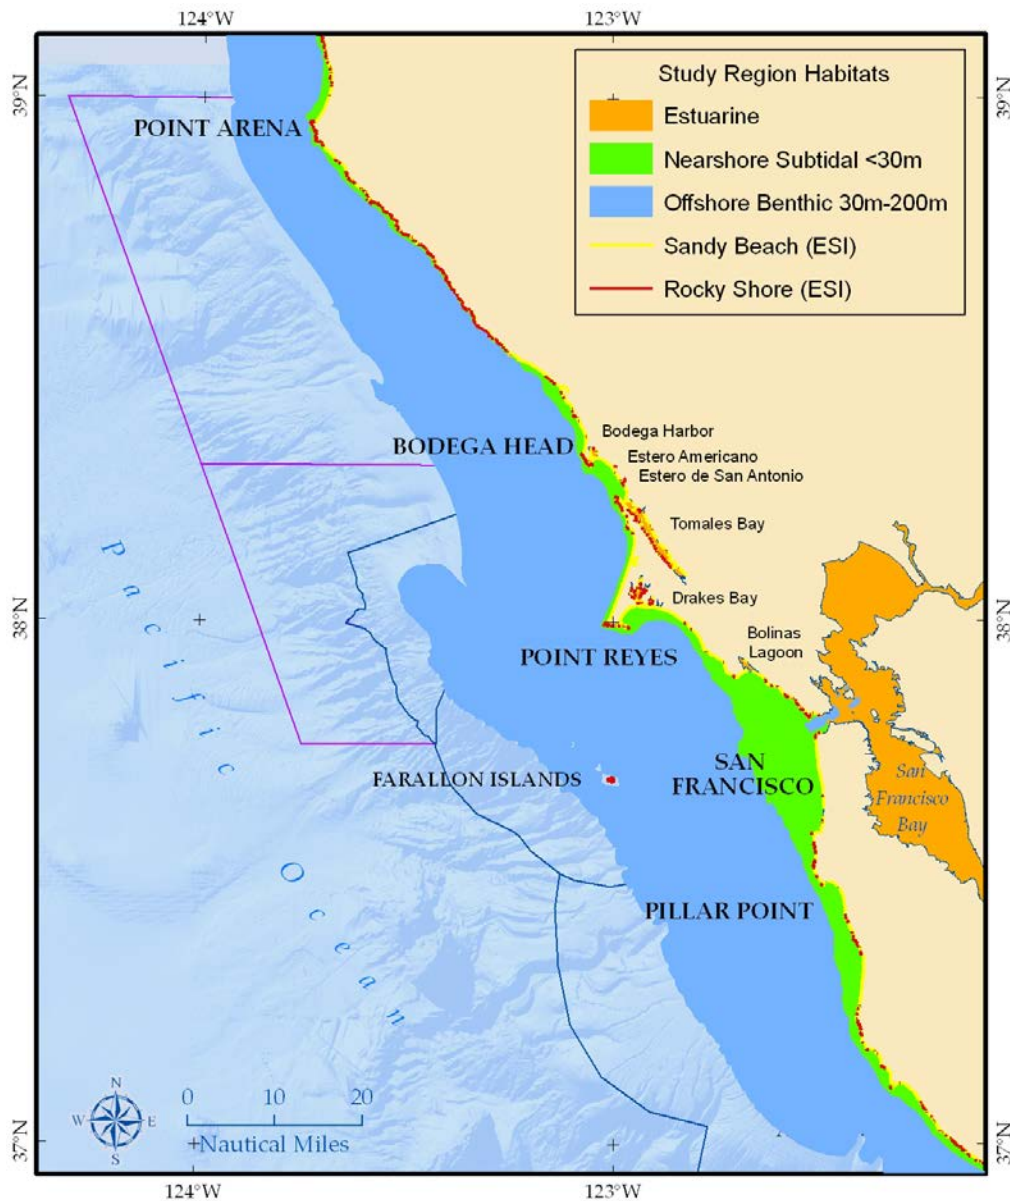 124°W
123°W
39°N
39°N
Study Region Habitats
Estuarine
Nearshore Subtidal <30m
Offshore Benthic 30m-200m
Sandy Beach (ESI)
Rocky Shore (ESI)
POINT ARENA
BODEGA HEAD
Bodega Harbor
Estero Americano
Estero de San Antonio
Tomales Bay
Drakes Bay
38°N
38°N
POINT REYES
Bolinas
Lagoon
Pacific Ocean
FARALLON ISLANDS
SAN
FRANCISCO
San
Francisco
Bay
PILLAR POINT
N
W
E
S
0
10
20
Nautical Miles
37°N
37°N
124°W
123°W